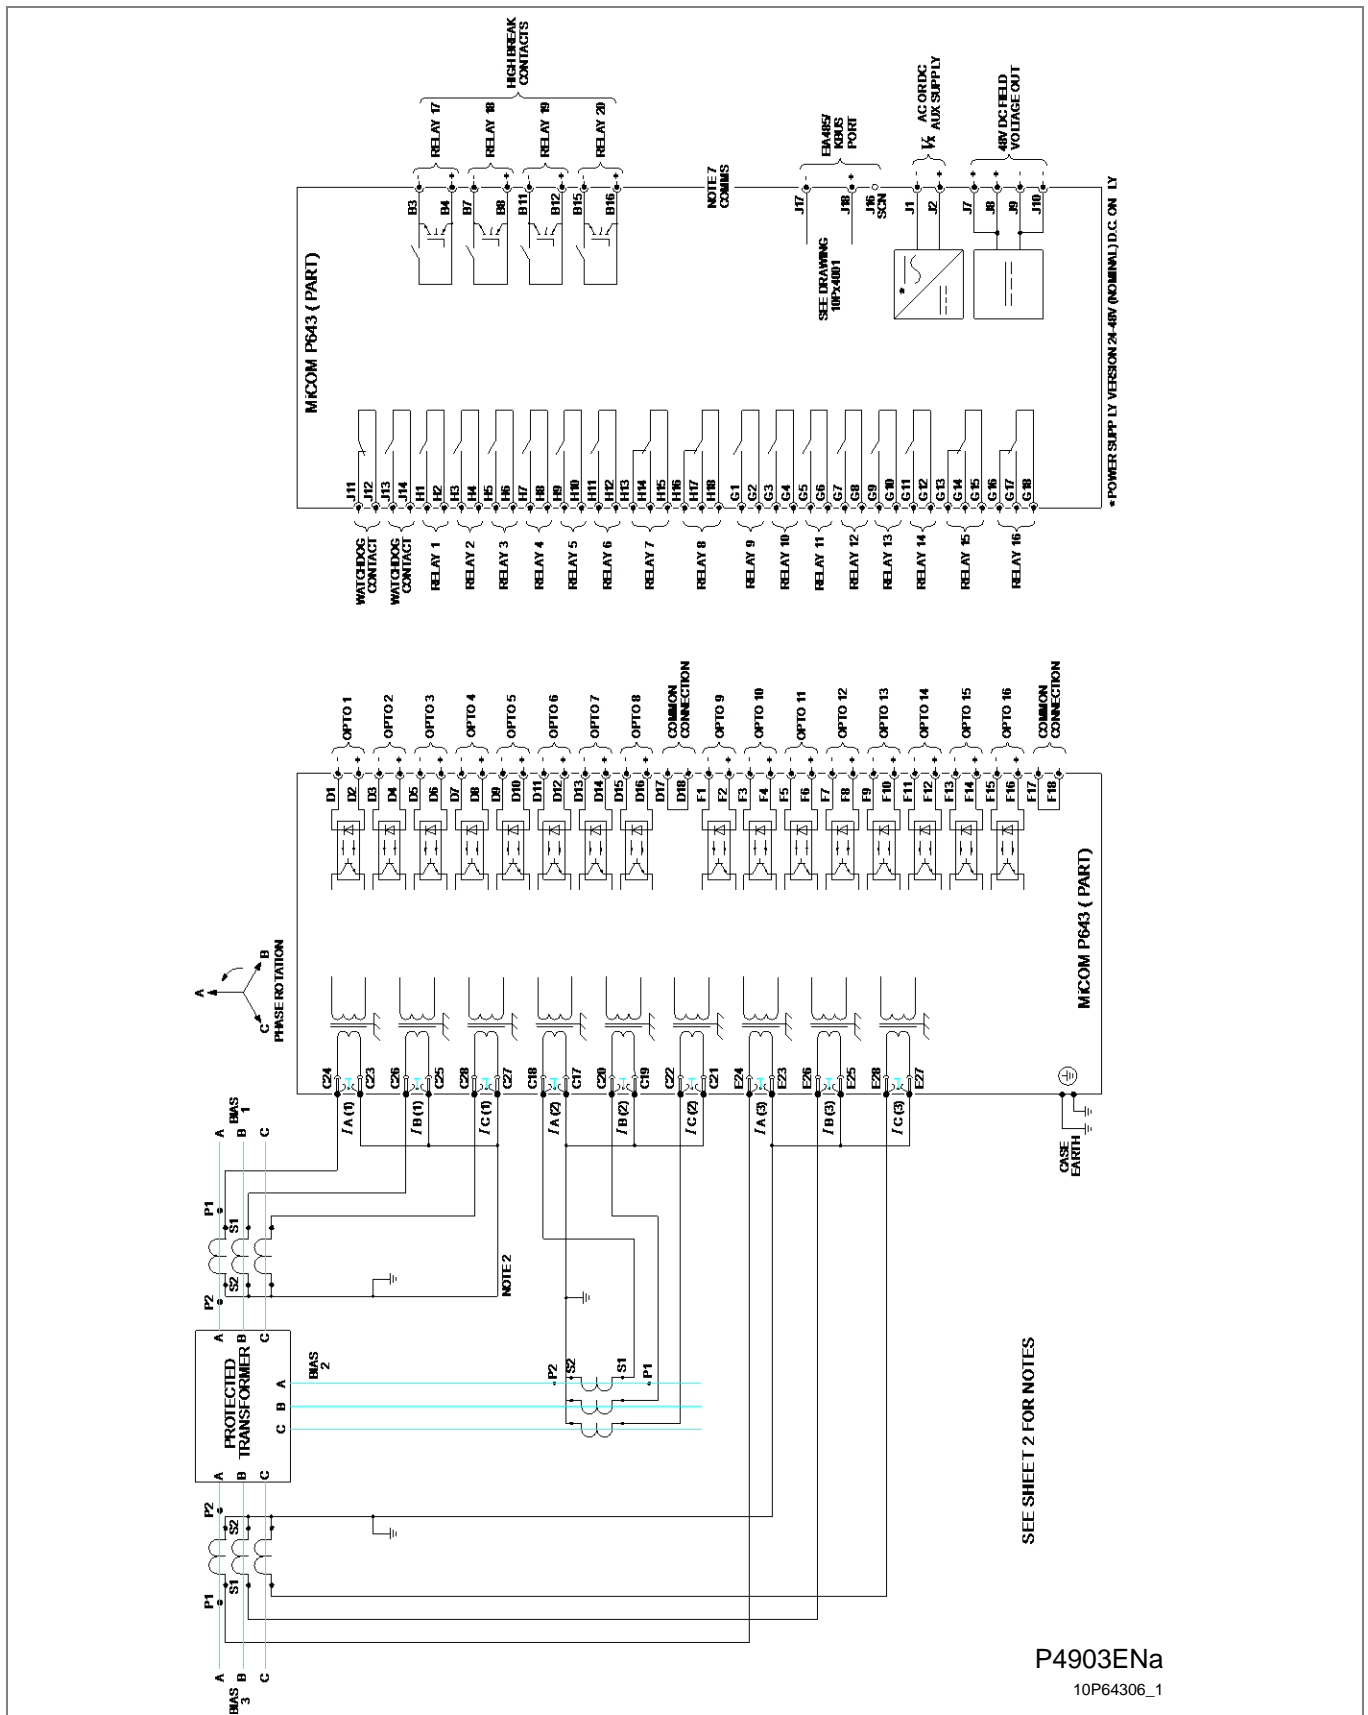 HIGH BREAK
CONTACTS
RELAY 17
RELAY 18
RELAY 19
RELAY 20
B3
-
B4
+
B7
-
B8
+
B11
-
B12
+
B15
-
B16
+
NOTE 7
COMMS
EIA485/
KBUS
PORT
J17
-
J18
+
J16
SCN
SEE DRAWING
10Px4001
Vx
AC OR DC
AUX SUPPLY
J1
-
J2
+
*
48V DC FIELD
VOLTAGE OUT
J7
+
J8
+
J9
-
J10
-
MiCOM P643 ( PART)
* POWER SUPP LY VERSION 24-48V (NOMINAL) D.C. ON LY
J11
J12
J13
J14
H1
H2
H3
H4
H5
H6
H7
H8
H9
H10
H11
H12
H13
H14
H15
H16
H17
H18
G1
G2
G3
G4
G5
G6
G7
G8
G9
G10
G11
G12
G13
G14
G15
G16
G17
G18
WATCHDOG
CONTACT
WATCHDOG
CONTACT
RELAY 1
RELAY 2
RELAY 3
RELAY 4
RELAY 5
RELAY 6
RELAY 7
RELAY 8
RELAY 9
RELAY 10
RELAY 11
RELAY 12
RELAY 13
RELAY 14
RELAY 15
RELAY 16
OPTO 1
OPTO 2
OPTO 3
OPTO 4
OPTO 5
OPTO 6
OPTO 7
OPTO 8
COMMON
CONNECTION
OPTO 9
OPTO 10
OPTO 11
OPTO 12
OPTO 13
OPTO 14
OPTO 15
OPTO 16
COMMON
CONNECTION
D1
-
D2
+
D3
-
D4
+
D5
-
D6
+
D7
-
D8
+
D9
-
D10
+
D11
-
D12
+
D13
-
D14
+
D15
-
D16
+
D17
D18
F1
-
F2
+
F3
-
F4
+
F5
-
F6
+
F7
-
F8
+
F9
-
F10
+
F11
-
F12
+
F13
-
F14
+
F15
-
F16
+
F17
F18
MiCOM P643 ( PART)
A
B
C
PHASE ROTATION
C24
C23
C26
C25
C28
C27
C18
C17
C20
C19
C22
C21
E24
E23
E26
E25
E28
E27
I A (1)
I B (1)
I C (1)
I A (2)
I B (2)
I C (2)
I A (3)
I B (3)
I C (3)
CASE
EARTH
A
B
C
BIAS
1
P1
S1
S2
P2
A
B
C
NOTE 2
PROTECTED
TRANSFORMER
BIAS
2
A
B
C
P2
S2
S1
P1
A
B
C
P2
S2
S1
P1
A
B
C
BIAS
3
SEE SHEET 2 FOR NOTES
P4903ENa
10P64306_1